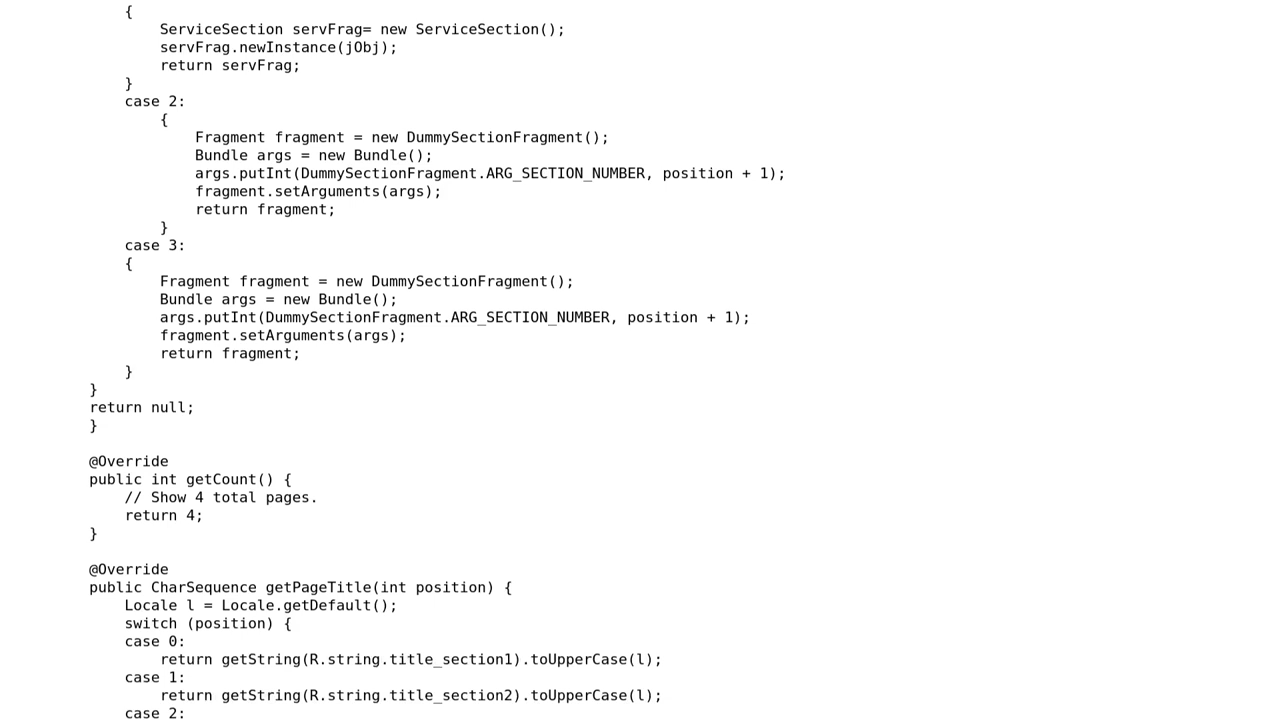 {
ServiceSection servFrag= new ServiceSection();
servFrag.newInstance(jObj);
return servFrag;
}
case 2:
{
Fragment fragment = new DummySectionFragment();
Bundle args = new Bundle();
args.putInt(DummySectionFragment.ARG_SECTION_NUMBER, position + 1);
fragment.setArguments(args);
return fragment;
}
case 3:
{
Fragment fragment = new DummySectionFragment();
Bundle args = new Bundle();
args.putInt(DummySectionFragment.ARG_SECTION_NUMBER, position + 1);
fragment.setArguments(args);
return fragment;
}
}
return null;
}
@Override
public int getCount() {
// Show 4 total pages.
return 4;
}
@Override
public CharSequence getPageTitle(int position) {
Locale l = Locale.getDefault();
switch (position) {
case 0:
return getString(R.string.title_section1).toUpperCase(l);
case 1:
return getString(R.string.title_section2).toUpperCase(l);
case 2: